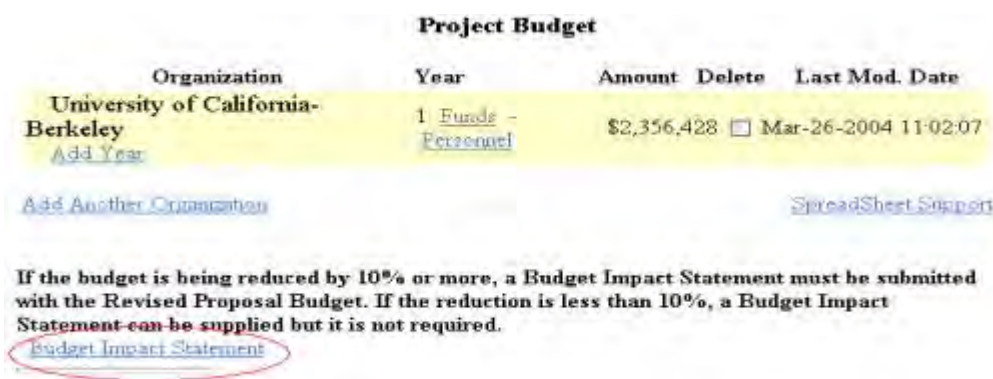 Project Budget
Organization Year Amount Delete Last Mod. Date
University of California-
Berkeley
Add Year
1 Funds -
Personnel
$2,356,428 Mar-26-2004 11:02:07
Add Another Organization SpreadSheet Support
If the budget is being reduced by 10% or more, a Budget Impact Statement must be submitted
with the Revised Proposal Budget. If the reduction is less than 10%, a Budget Impact
Statement can be supplied but it is not required.
Budget Impact Statement